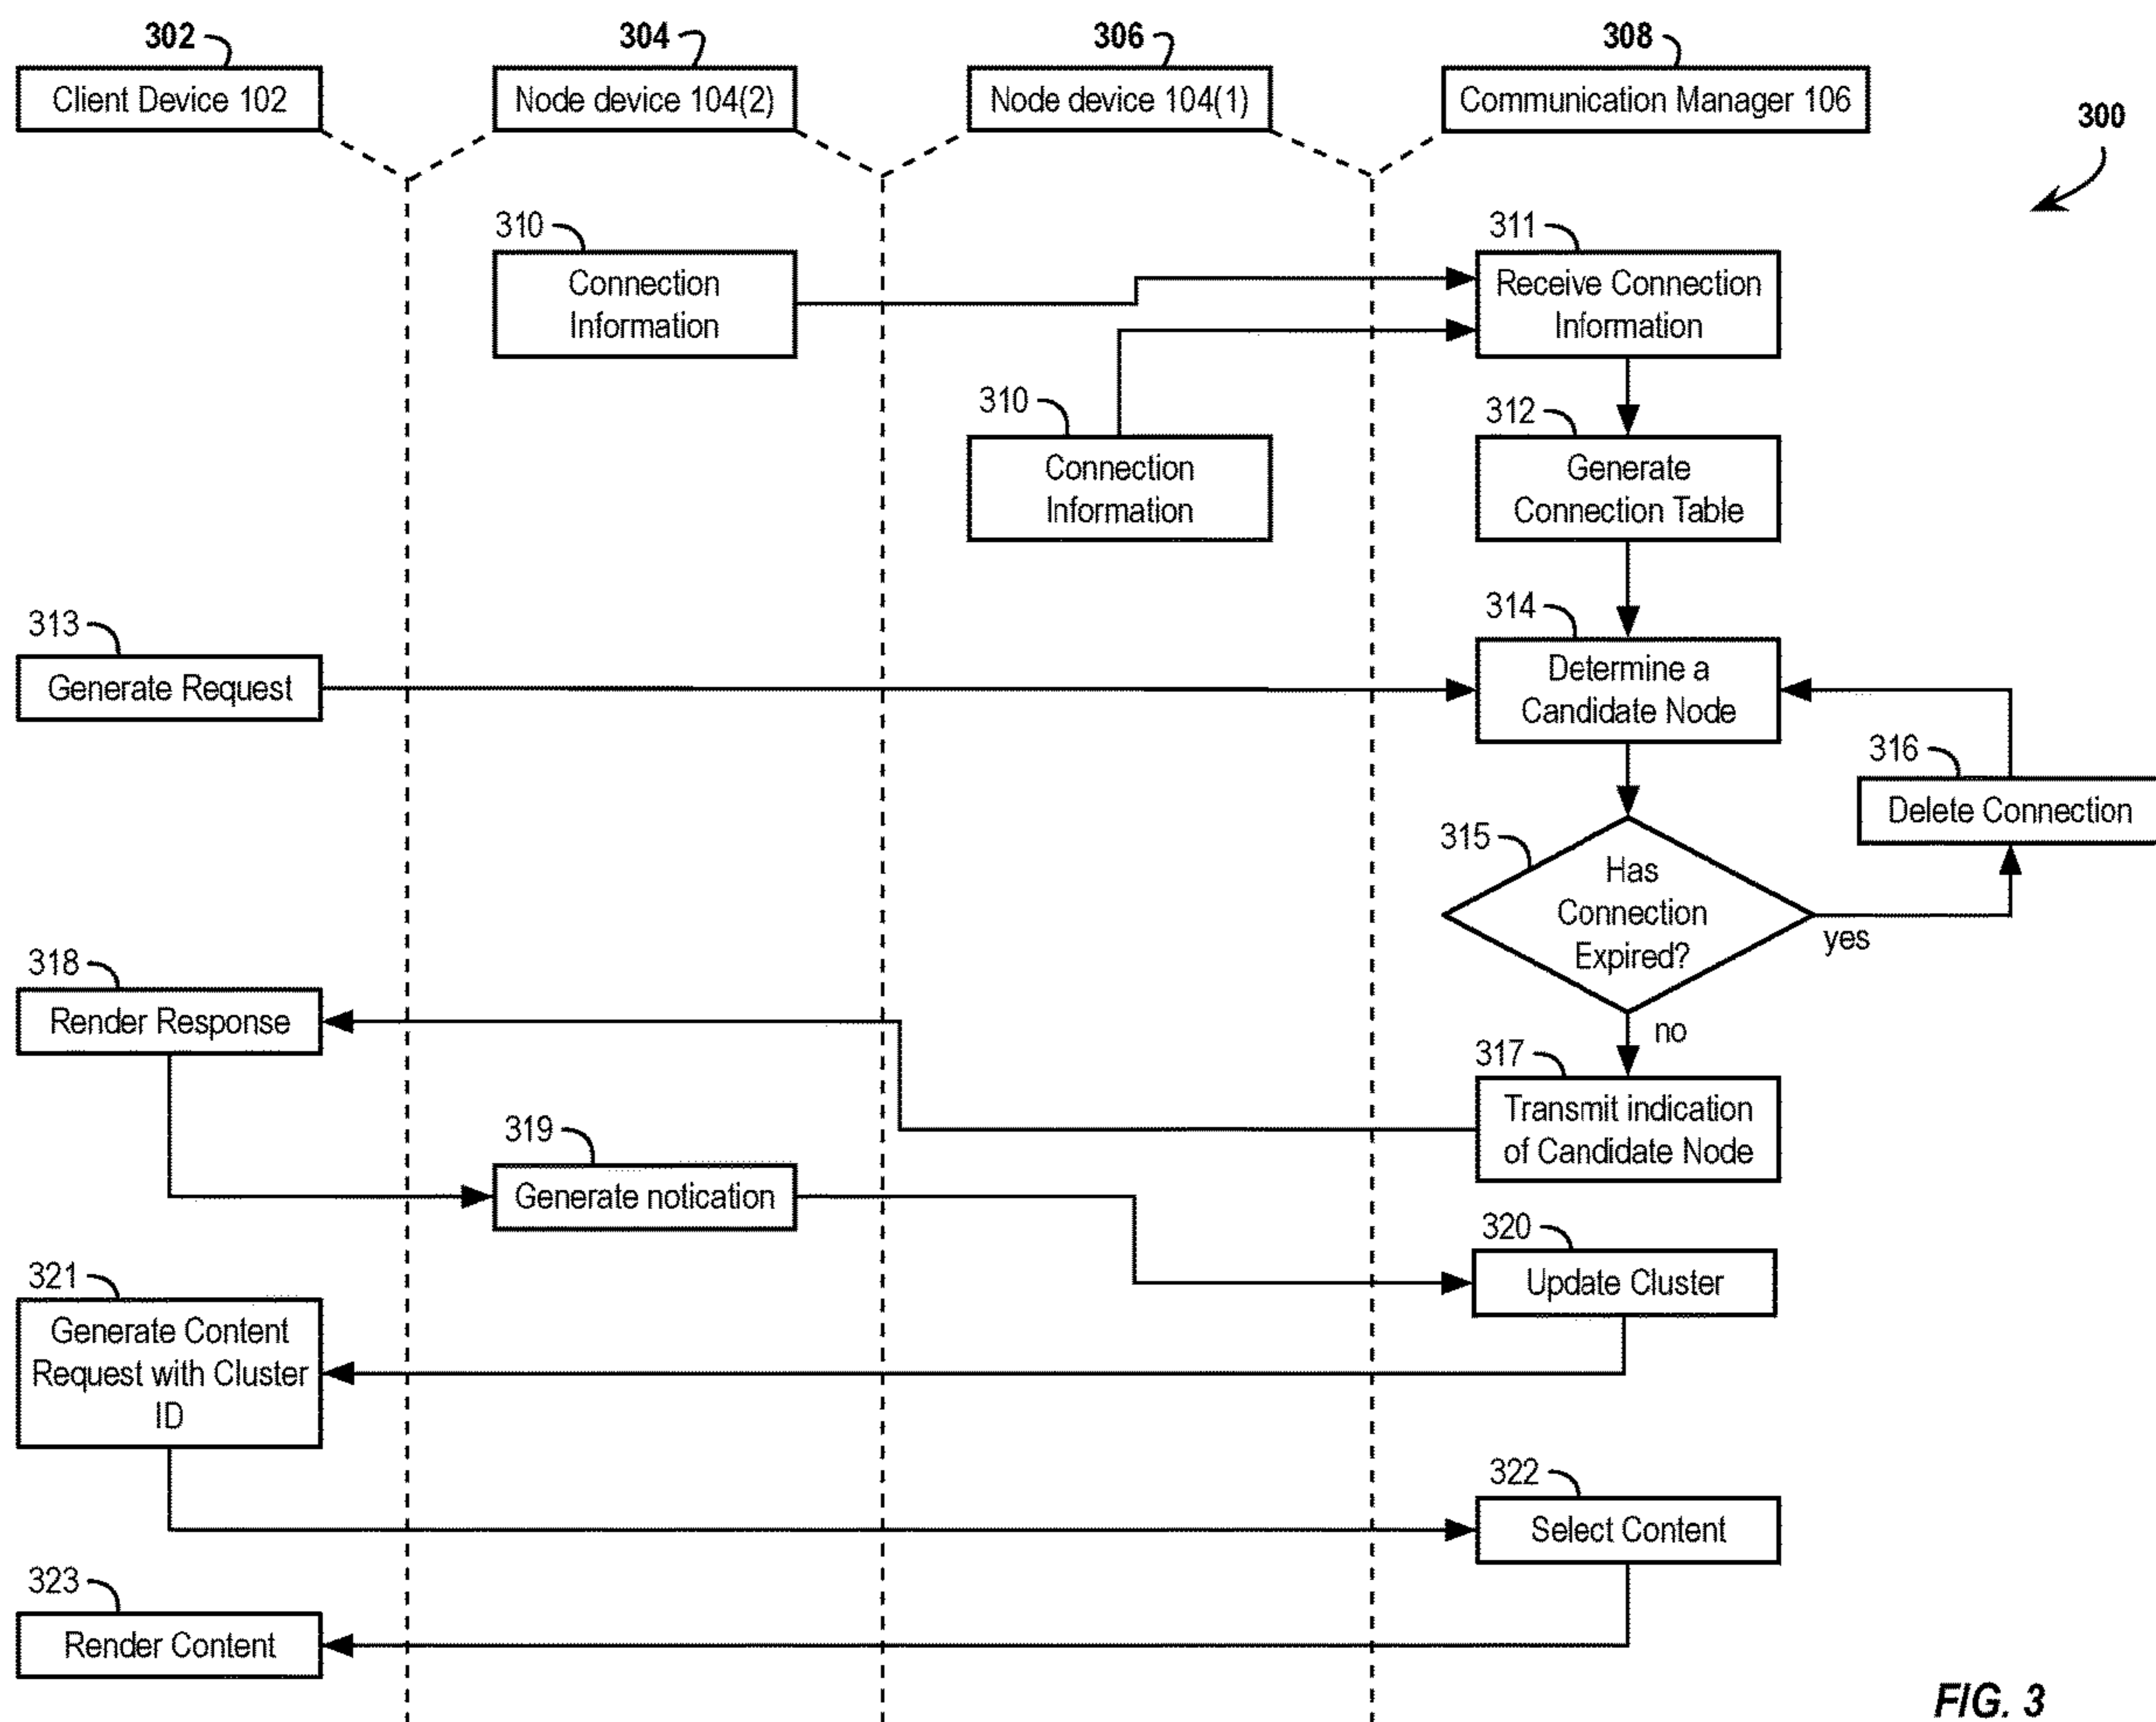 302
304
306
308
Client Device 102
Node device 104(2)
Node device 104(1)
Communication Manager 106
300
310
Connection
Information
311
Receive Connection
Information
310
Connection
Information
312
Generate
Connection Table
313
Generate Request
314
Determine a
Candidate Node
316
Delete Connection
315
Has
Connection
Expired?
yes
no
318
Render Response
317
Transmit indication
of Candidate Node
319
Generate notication
320
Update Cluster
321
Generate Content
Request with Cluster
ID
322
Select Content
323
Render Content
FIG. 3